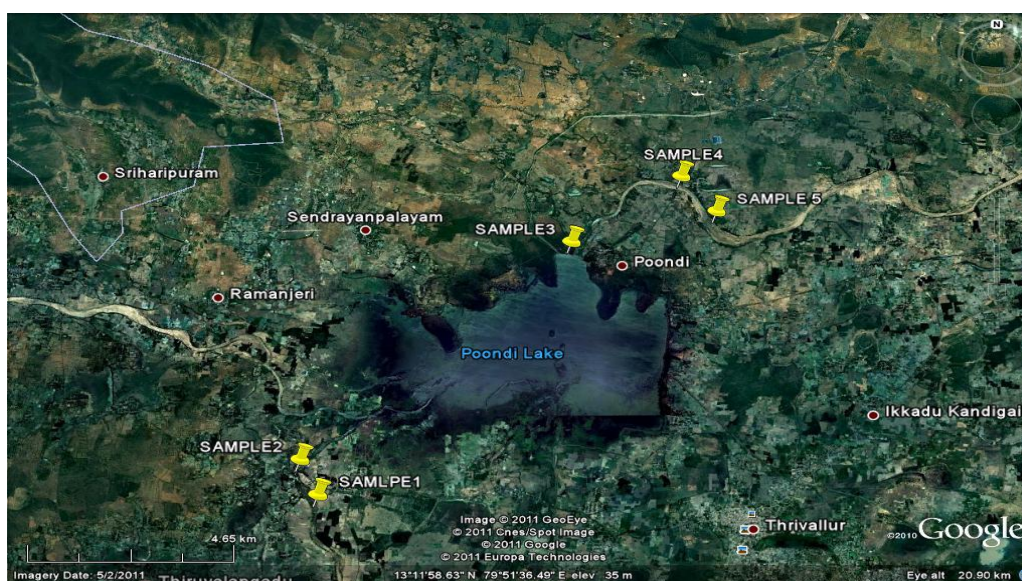 N
SAMPLE4
Sriharipuram
SAMPLE 5
Sendrayanpalayam
SAMPLE3
Poondi
Ramanjeri
Poondi Lake
Ikkadu Kandigai
SAMPLE2
SAMLPE1
Image © 2011 GeoEye
© 2011 Cnes/Spot Image
© 2011 Google
© 2011 Europa Technologies
Thrivallur
©2010 Google
4.65 km
Imagery Date: 5/2/2011
Thiruvalangadu
13°11'58.63" N 79°51'36.49" E elev 35 m
Eye alt 20.90 km